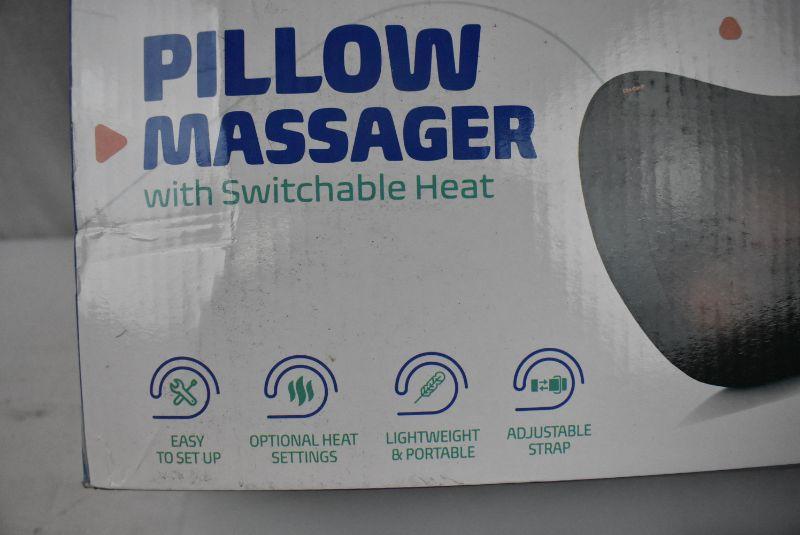 PILLOW
MASSAGER
with Switchable Heat
EASY
TO SET UP
OPTIONAL HEAT
SETTINGS
LIGHTWEIGHT
& PORTABLE
ADJUSTABLE
STRAP